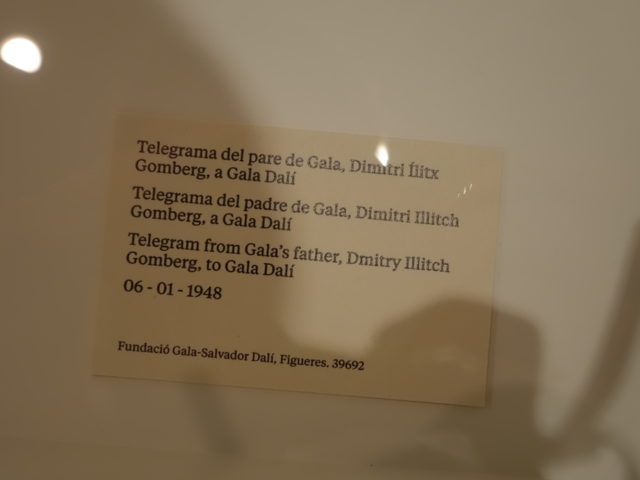 Telegrama del pare de Gala, Dimitri Ílitx
Gomberg, a Gala Dalí
Telegrama del padre de Gala, Dimitri Illitch
Gomberg, a Gala Dalí
Telegram from Gala's father, Dmitry Illitch
Gomberg, to Gala Dalí
06 - 01 - 1948
Fundació Gala-Salvador Dalí, Figueres. 39692